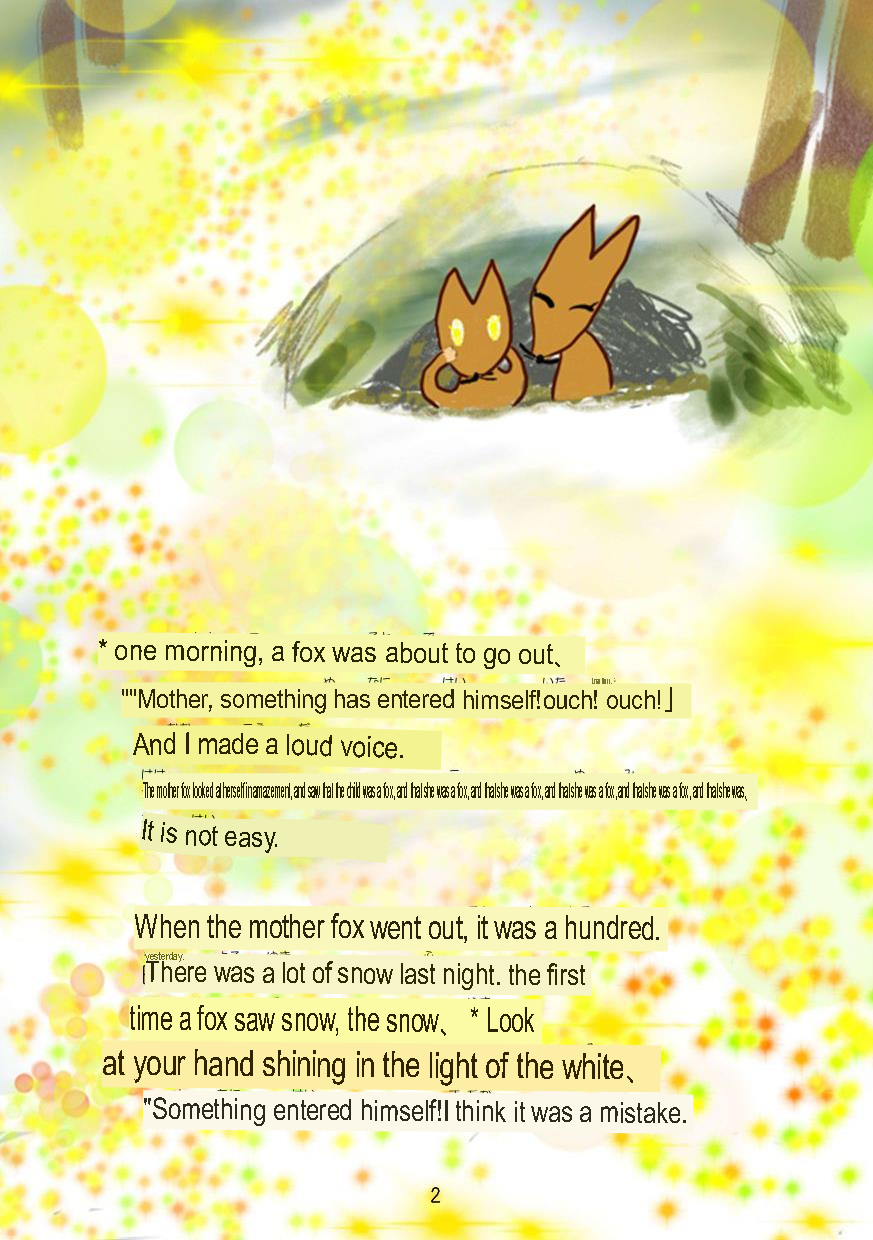 * one morning, a fox was about to go out、
""Mother, something has entered himself!ouch! ouch!」
And I made a loud voice.
The mother fox looked at herself in amazement, and saw that the child was a fox, and that she was a fox, and that she was a fox, and that she was a fox, and that she was a fox, and that she was,
It is not easy.
When the mother fox went out, it was a hundred.
yesterday.
There was a lot of snow last night. the first
time a fox saw snow, the snow、 * Look
at your hand shining in the light of the white、
"Something entered himself!I think it was a mistake.
2